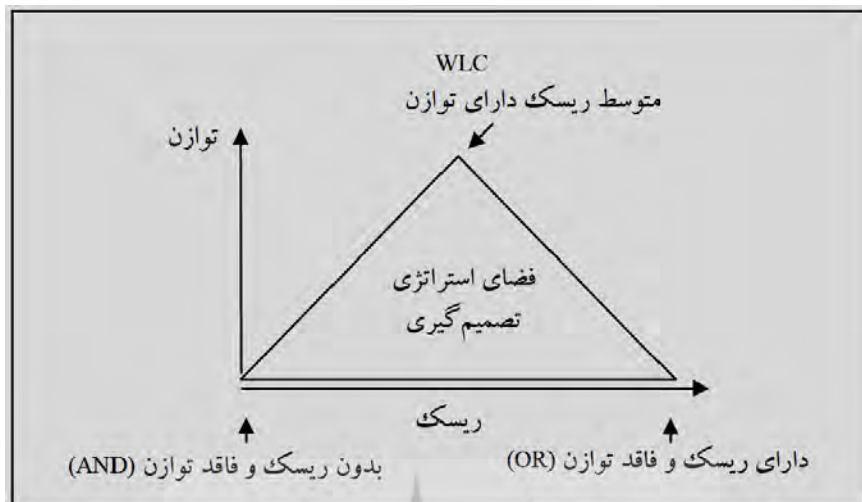 WLC
متوسط ریسک دارای توازن
توازن
فضای استراتژی
تصمیم‌گیری
ریسک
دارای ریسک و فاقد توازن (OR)
بدون ریسک و فاقد توازن (AND)